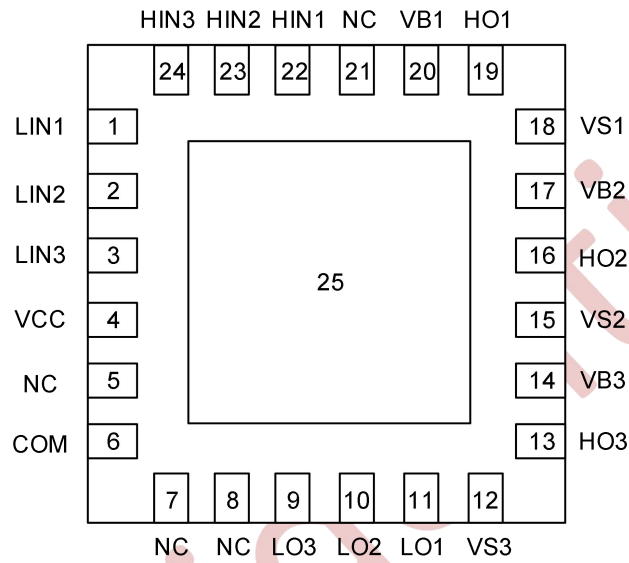 HIN3 HIN2 HIN1 NC VB1 HO1
24 23 22 21 20 19
LIN1 1 18 VS1
LIN2 2 17 VB2
LIN3 3 16 HO2
25
VCC 4 15 VS2
NC 5 14 VB3
COM 6 13 HO3
7 8 9 10 11 12
NC NC LO3 LO2 LO1 VS3